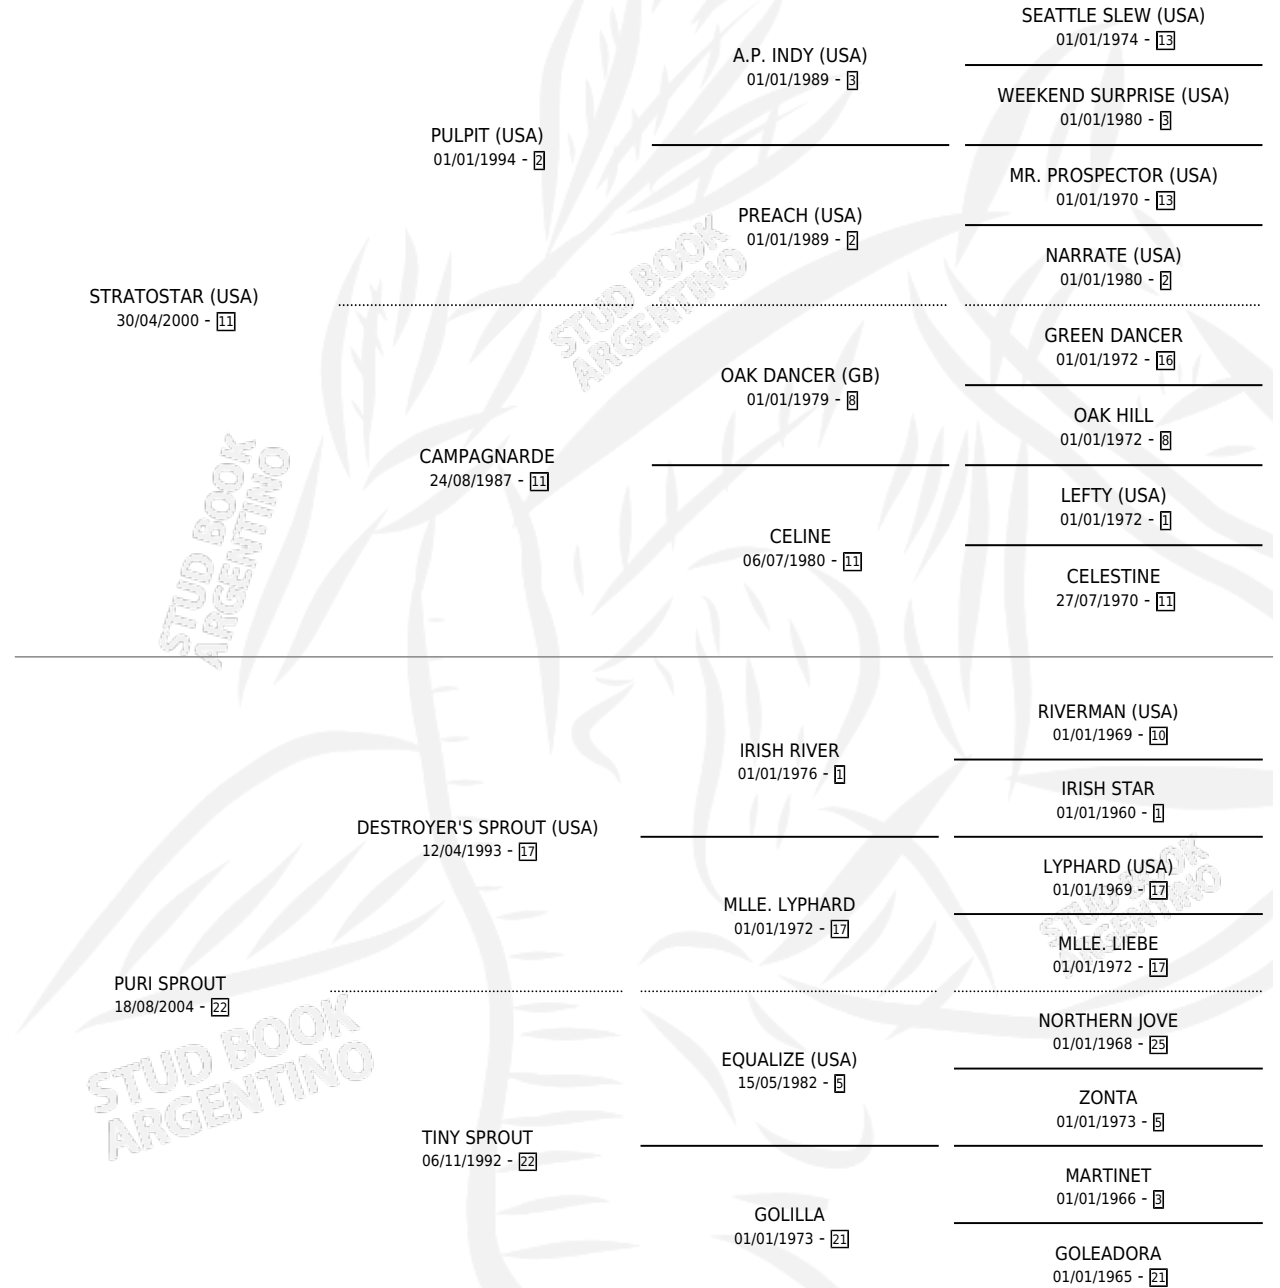 SEATTLE SLEW (USA)
01/01/1974 - 13
A.P. INDY (USA)
01/01/1989 - 3
WEEKEND SURPRISE (USA)
01/01/1980 - 3
PULPIT (USA)
01/01/1994 - 2
MR. PROSPECTOR (USA)
01/01/1970 - 13
PREACH (USA)
01/01/1989 - 2
NARRATE (USA)
01/01/1980 - 2
STRATOSTAR (USA)
30/04/2000 - 11
GREEN DANCER
01/01/1972 - 16
OAK DANCER (GB)
01/01/1979 - 8
OAK HILL
01/01/1972 - 8
CAMPAGNARDE
24/08/1987 - 11
LEFTY (USA)
01/01/1972 - 1
CELINE
06/07/1980 - 11
CELESTINE
27/07/1970 - 11
RIVERMAN (USA)
01/01/1969 - 10
IRISH RIVER
01/01/1976 - 1
IRISH STAR
01/01/1960 - 1
DESTROYER'S SPROUT (USA)
12/04/1993 - 17
LYPHARD (USA)
01/01/1969 - 17
MLLE. LYPHARD
01/01/1972 - 17
MLLE. LIEBE
01/01/1972 - 17
PURI SPROUT
18/08/2004 - 22
NORTHERN JOVE
01/01/1968 - 25
EQUALIZE (USA)
15/05/1982 - 5
ZONTA
01/01/1973 - 5
TINY SPROUT
06/11/1992 - 22
MARTINET
01/01/1966 - 3
GOLILLA
01/01/1973 - 21
GOLEADORA
01/01/1965 - 21
STUD BOOK
ARGENTINO
STUD BOOK
ARGENTINO
STUD BOOK
ARGENTINO
STUD BOOK
ARGENTINO